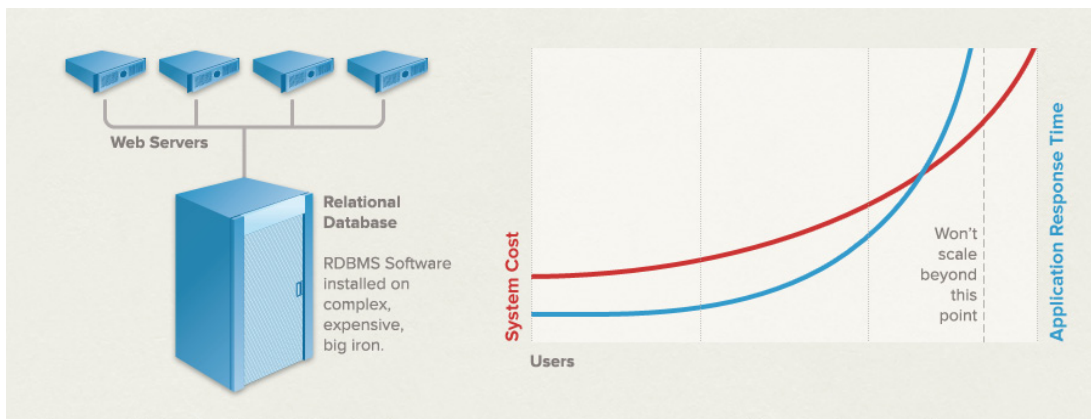 Web Servers
Relational
Database
RDBMS Software
installed on
complex,
expensive,
big iron.
System Cost
Users
Won't
scale
beyond
this
point
Application Response Time